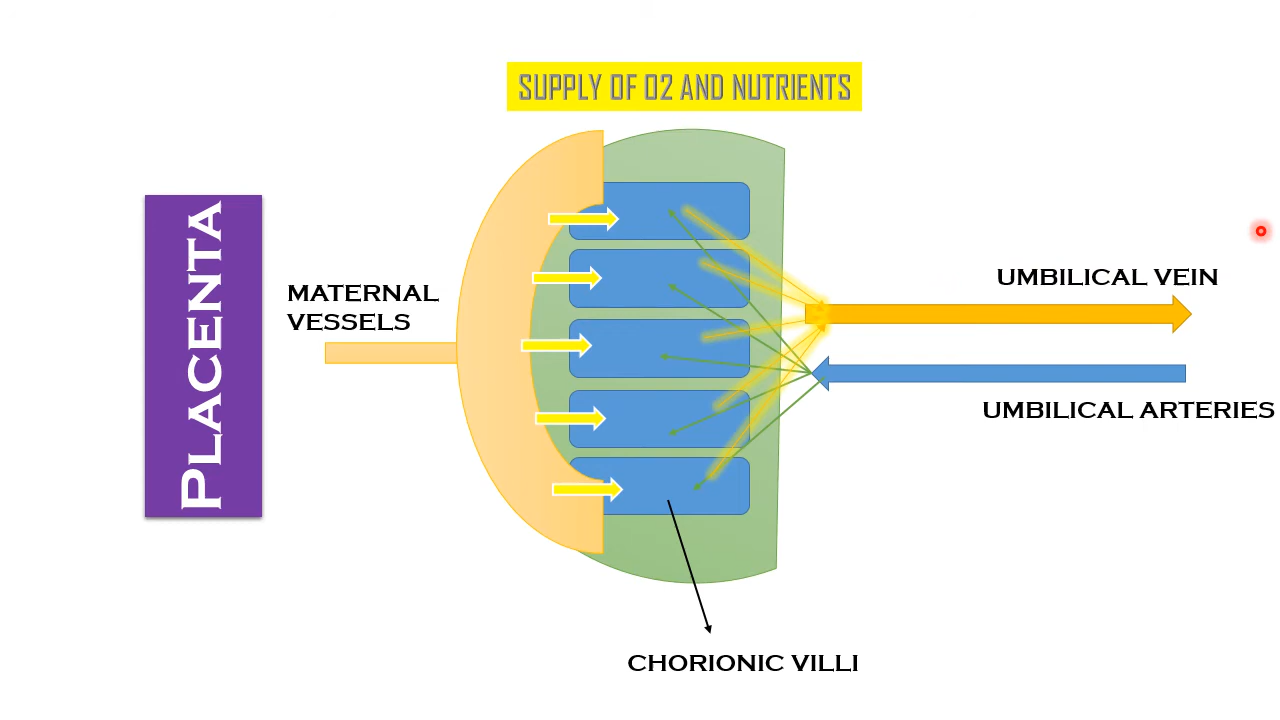 SUPPLY OF O2 AND NUTRIENTS
PLACENTA
MATERNAL
VESSELS
UMBILICAL VEIN
UMBILICAL ARTERIES
CHORIONIC VILLI